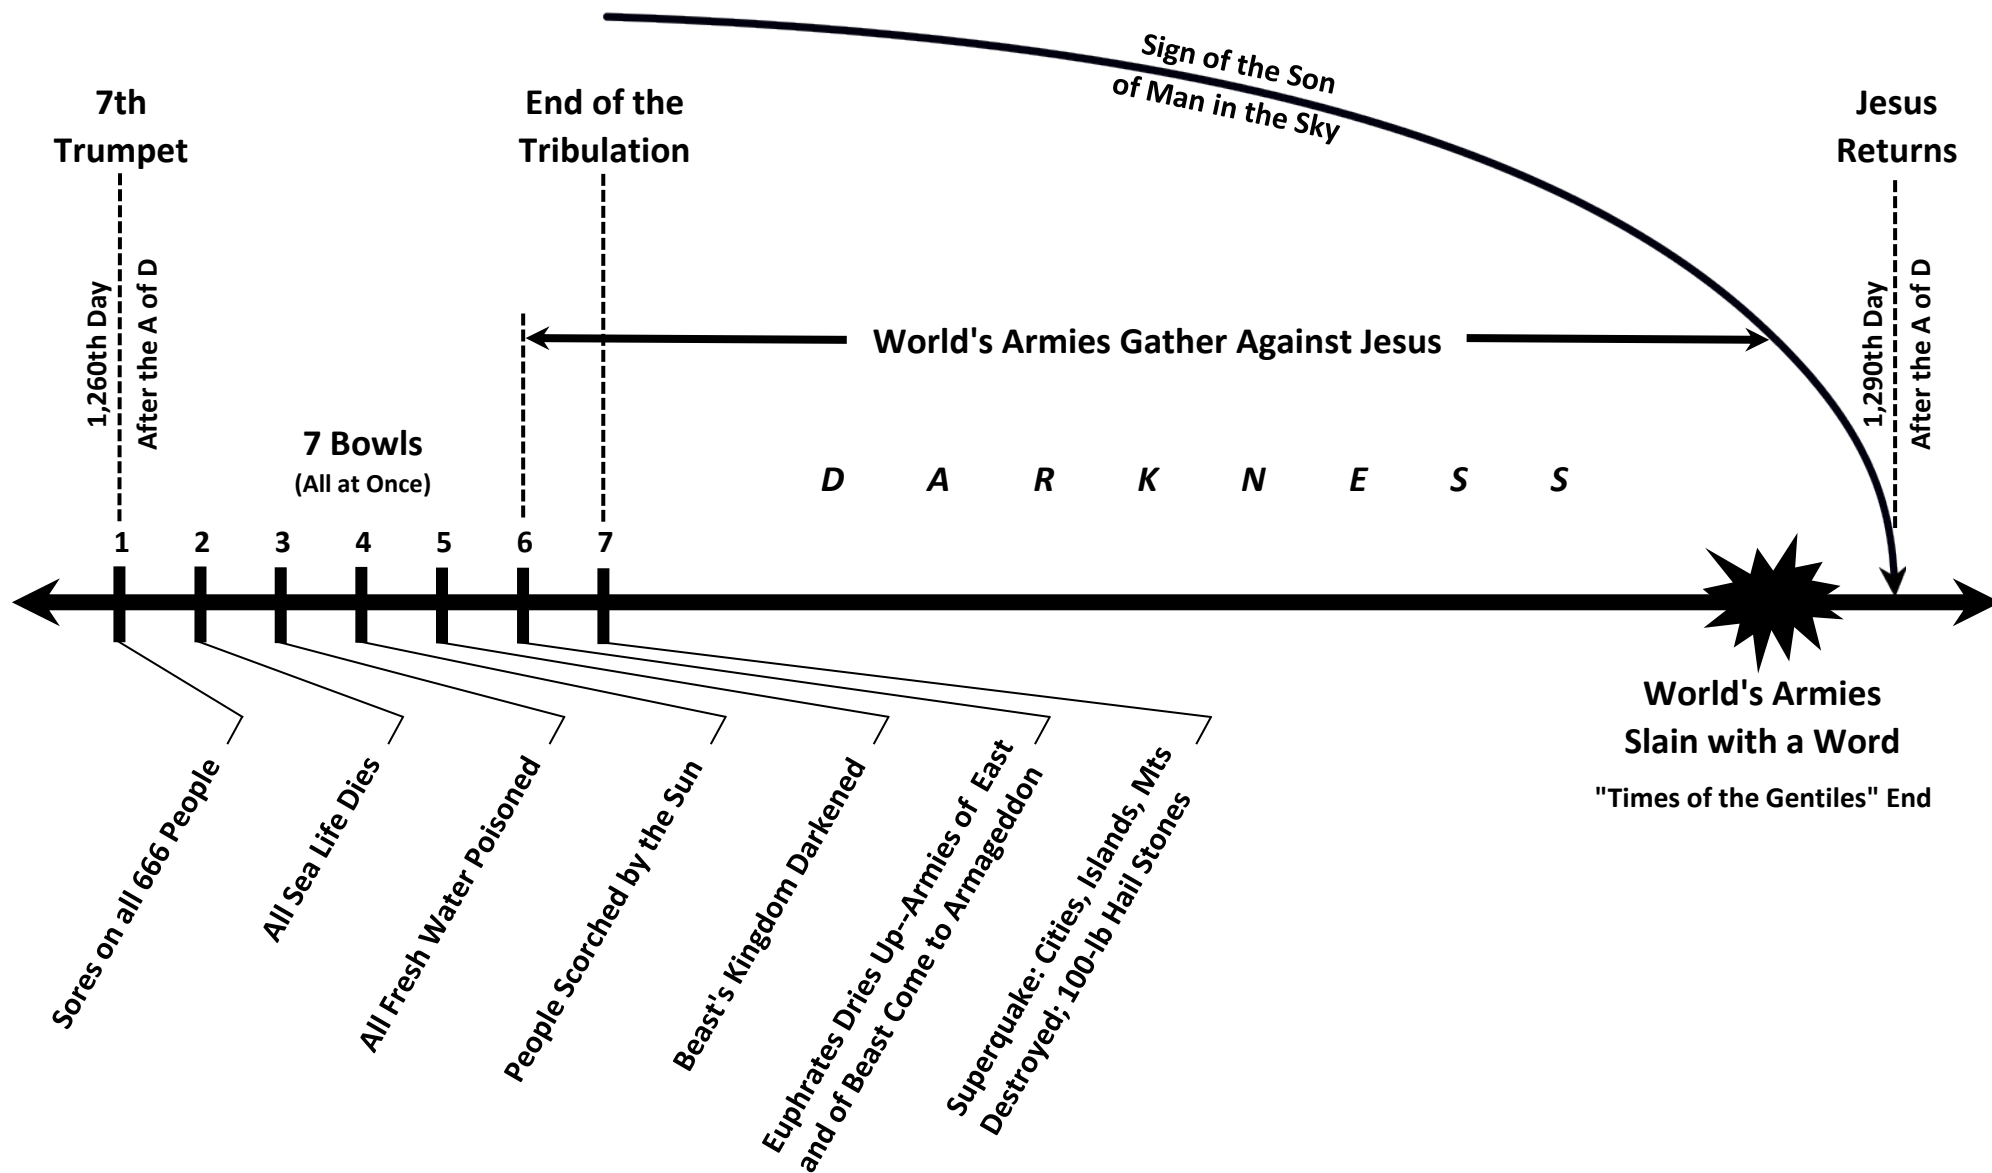 Sign of the Son
of Man in the Sky
7th
Trumpet
End of the
Tribulation
Jesus
Returns
1,260th Day
After the A of D
World's Armies Gather Against Jesus
1,290th Day
After the A of D
7 Bowls
(All at Once)
D A R K N E S S
1 2 3 4 5 6 7
World's Armies
Slain with a Word
"Times of the Gentiles" End
Sores on all 666 People
All Sea Life Dies
All Fresh Water Poisoned
People Scorched by the Sun
Beast's Kingdom Darkened
Euphrates Dries Up--Armies of East
and of Beast Come to Armageddon
Superquake: Cities, Islands, Mts
Destroyed; 100-lb Hail Stones